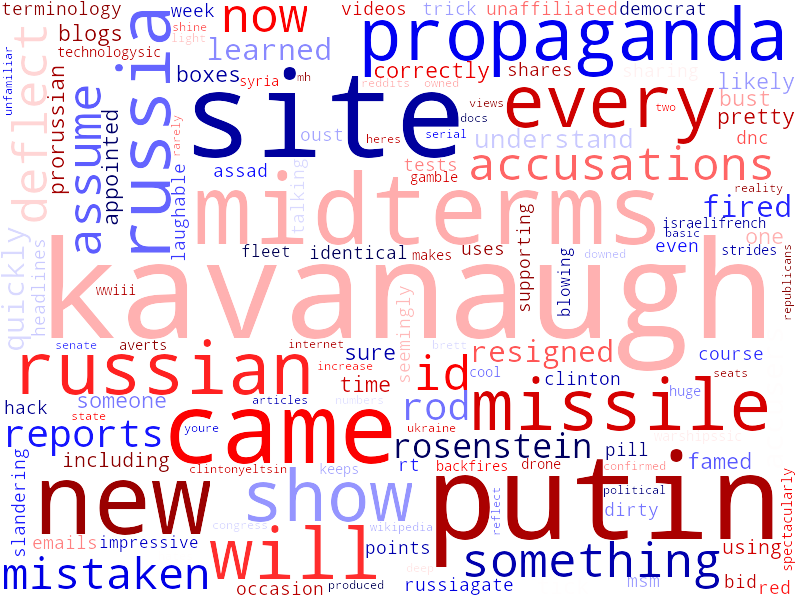 terminology
week
now
videos
trick
unaffiliated
democrat
blogs
shine
light
propaganda
technologysic
learned
unfamiliar
deflect
russia
boxes
syria
mh
reddits
owned
correctly
shares
sharing
likely
site
every
bust
views
two
pretty
prorussian
assume
appointed
rarely
laughable
oust
heres
serial
docs
understand
dnc
assad
talking
tests
gamble
accusations
reality
midterms
fired
israelifrench
basic
quickly
headlines
fleet
identical
makes
uses
supporting
blowing
downed
even
one
strides
kavanaugh
wwiii
seemingly
republicans
senate
averts
internet
increase
sure
brett
resigned
course
russian
time
id
cool
clinton
huge
seats
hack
someone
state
articles
numbers
rod
missile
reports
youre
came
ukraine
rosenstein
warshipssic
pill
including
clintonyeltsin
keeps
rt
backfires
drone
confirmed
famed
slandering
new
show
putin
reflect
political
dirty
spectacularly
congress
wikipedia
emails
impressive
will
points
something
using
mistaken
occasion
produced
deep
russiagate
msm
bid
red